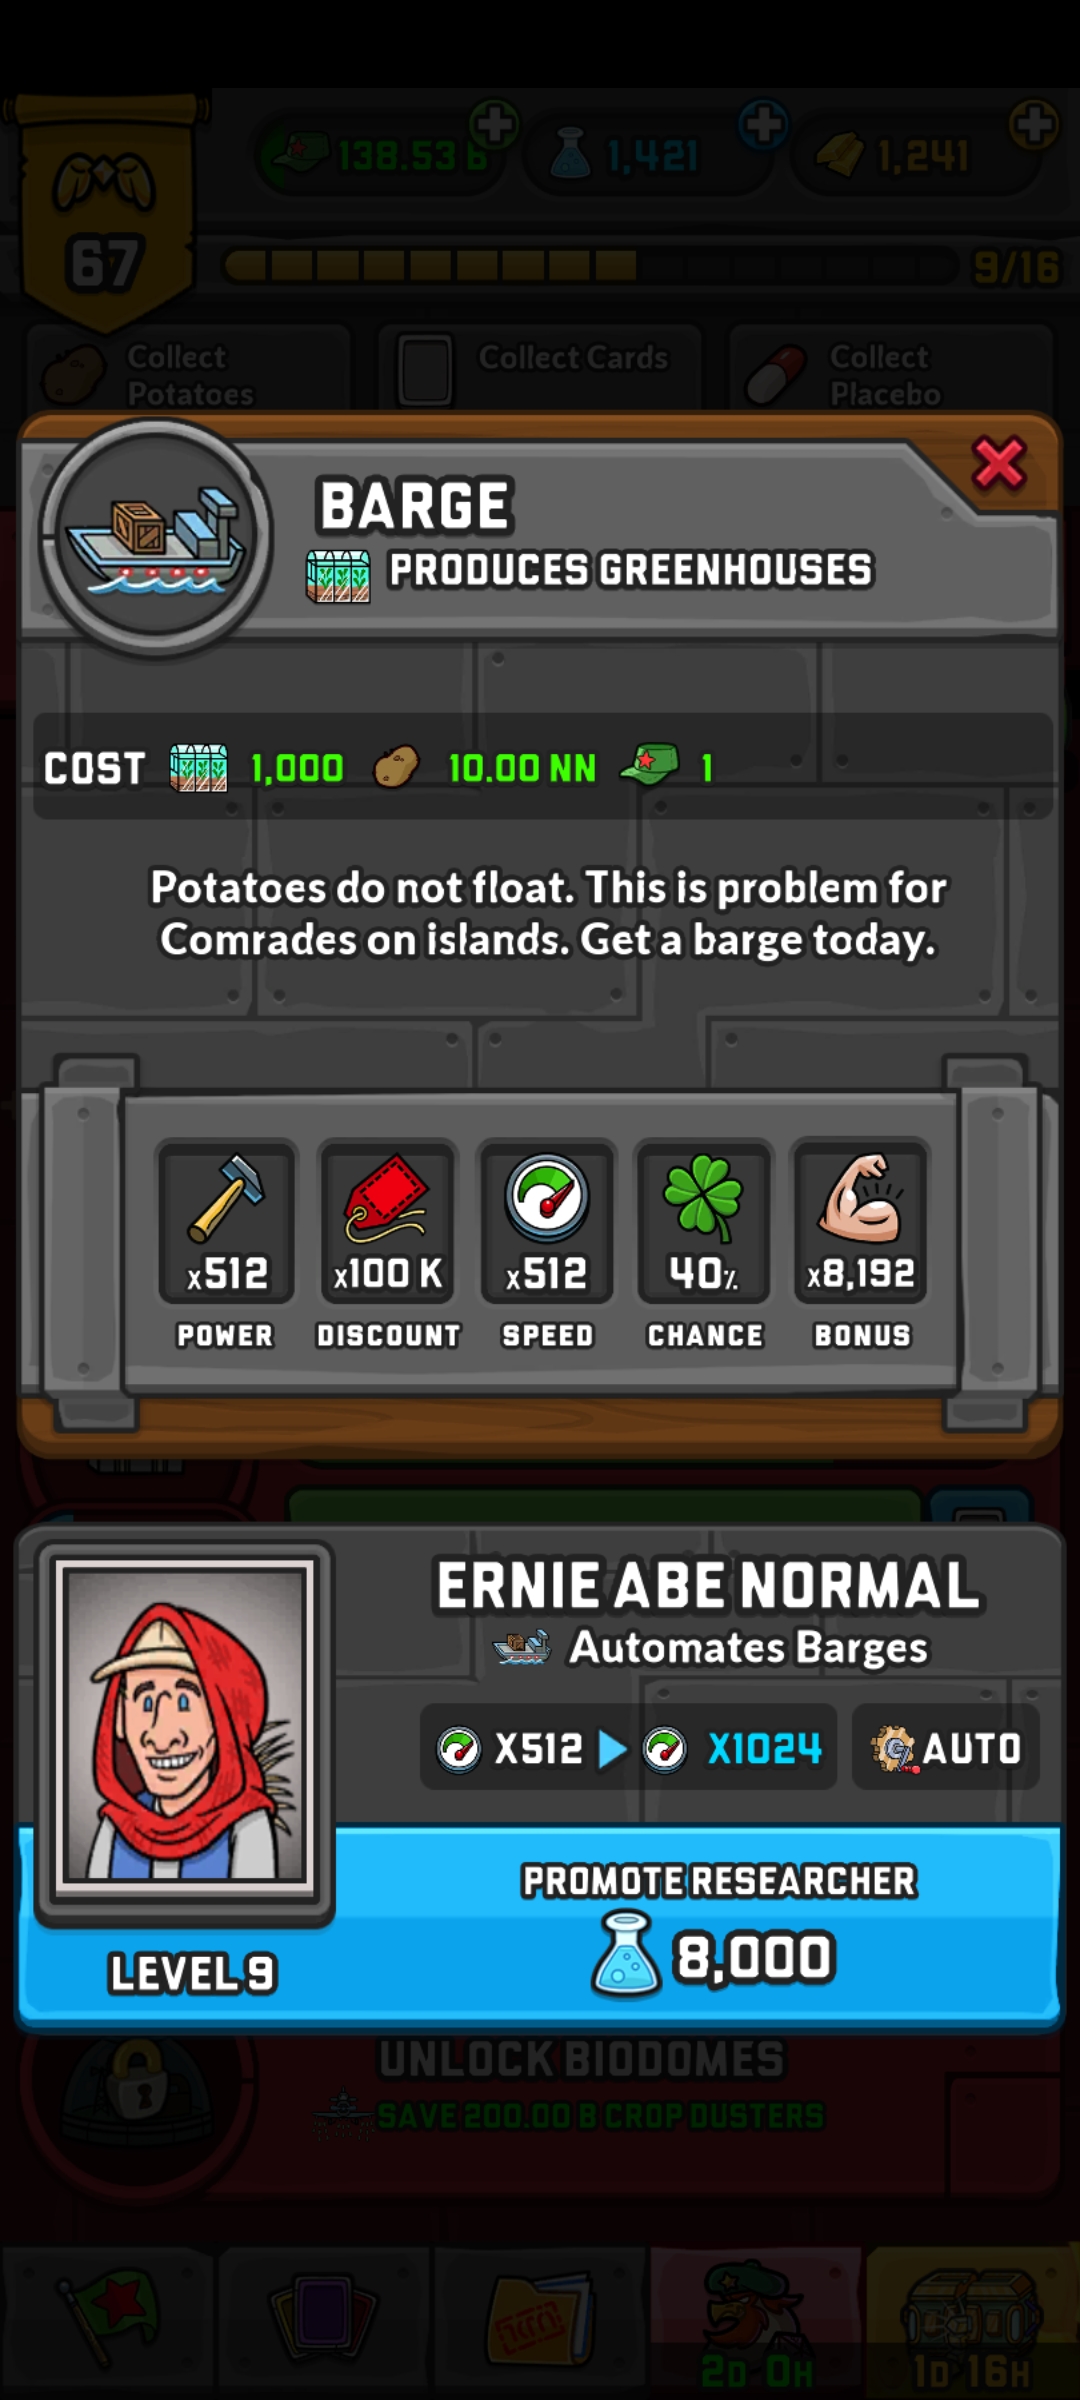 138.53 B
1,421
1,241
67
9/16
Collect Potatoes
Collect Cards
Collect Placebo
BARGE
PRODUCES GREENHOUSES
COST 1,000 10.00 NN 1
Potatoes do not float. This is problem for
Comrades on islands. Get a barge today.
x512 x100 K x512 40% x8,192
POWER DISCOUNT SPEED CHANCE BONUS
ERNIE ABE NORMAL
Automates Barges
X512 X1024 AUTO
PROMOTE RESEARCHER
8,000
LEVEL 9
UNLOCK BIODOMES
SAVE 200.00 B CROP DUSTERS
2D 0H
1D 16H